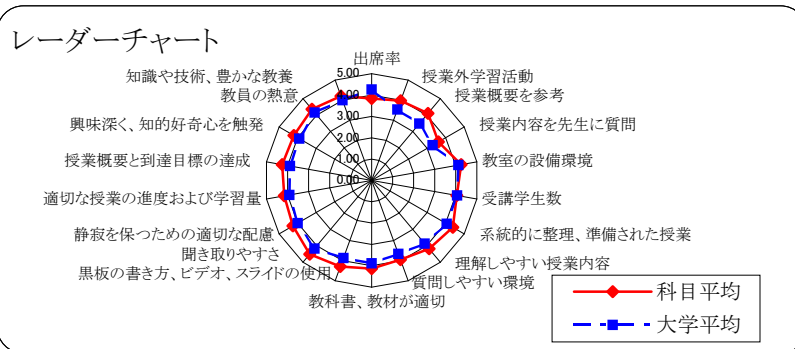 レーダーチャート
出席率
授業外学習活動
授業概要を参考
授業内容を先生に質問
教室の設備環境
受講学生数
系統的に整理、準備された授業
理解しやすい授業内容
質問しやすい環境
教科書、教材が適切
黒板の書き方、ビデオ、スライドの使用
聞き取りやすさ
静寂を保つための適切な配慮
適切な授業の進度および学習量
授業概要と到達目標の達成
興味深く、知的好奇心を触発
教員の熱意
知識や技術、豊かな教養
5.00
4.00
3.00
2.00
1.00
0.00
科目平均
大学平均